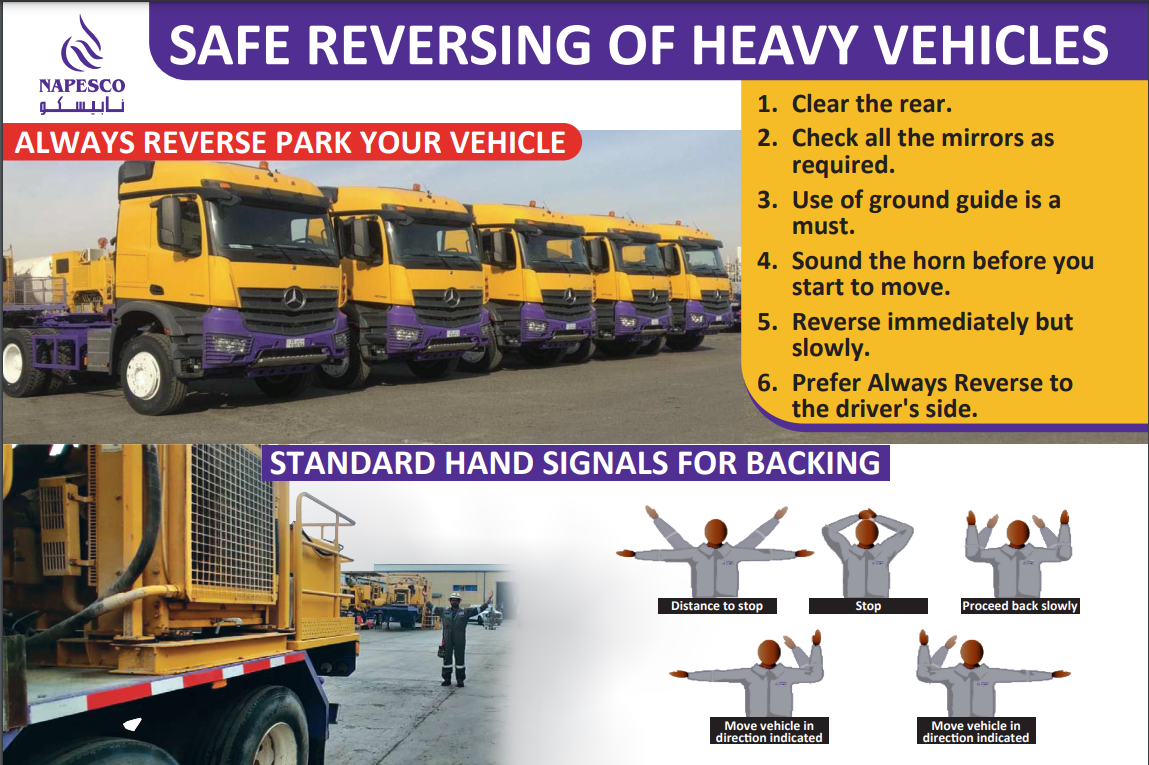 SAFE REVERSING OF HEAVY VEHICLES
NAPESCO
نابيسكو
ALWAYS REVERSE PARK YOUR VEHICLE
1. Clear the rear.
2. Check all the mirrors as
required.
3. Use of ground guide is a
must.
4. Sound the horn before you
start to move.
5. Reverse immediately but
slowly.
6. Prefer Always Reverse to
the driver's side.
STANDARD HAND SIGNALS FOR BACKING
Distance to stop
Stop
Proceed back slowly
Move vehicle in
direction indicated
Move vehicle in
direction indicated